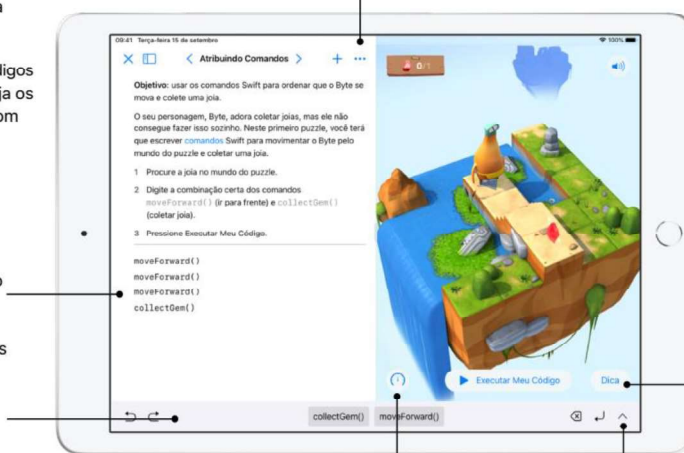 a
digos
ja os
om
o
s
09:41 Terça-feira 15 de setembro
100%
Atribuindo Comandos
0/1
Objetivo: usar os comandos Swift para ordenar que o Byte se
mova e colete uma joia.
O seu personagem, Byte, adora coletar joias, mas ele não
consegue fazer isso sozinho. Neste primeiro puzzle, você terá
que escrever comandos Swift para movimentar o Byte pelo
mundo do puzzle e coletar uma joia.
1 Procure a joia no mundo do puzzle.
2 Digite a combinação certa dos comandos
moveForward() (ir para frente) e collectGem()
(coletar joia).
3 Pressione Executar Meu Código.
moveForward()
moveForward()
moveForward()
collectGem()
Executar Meu Código
Dica
collectGem()
moveForward()